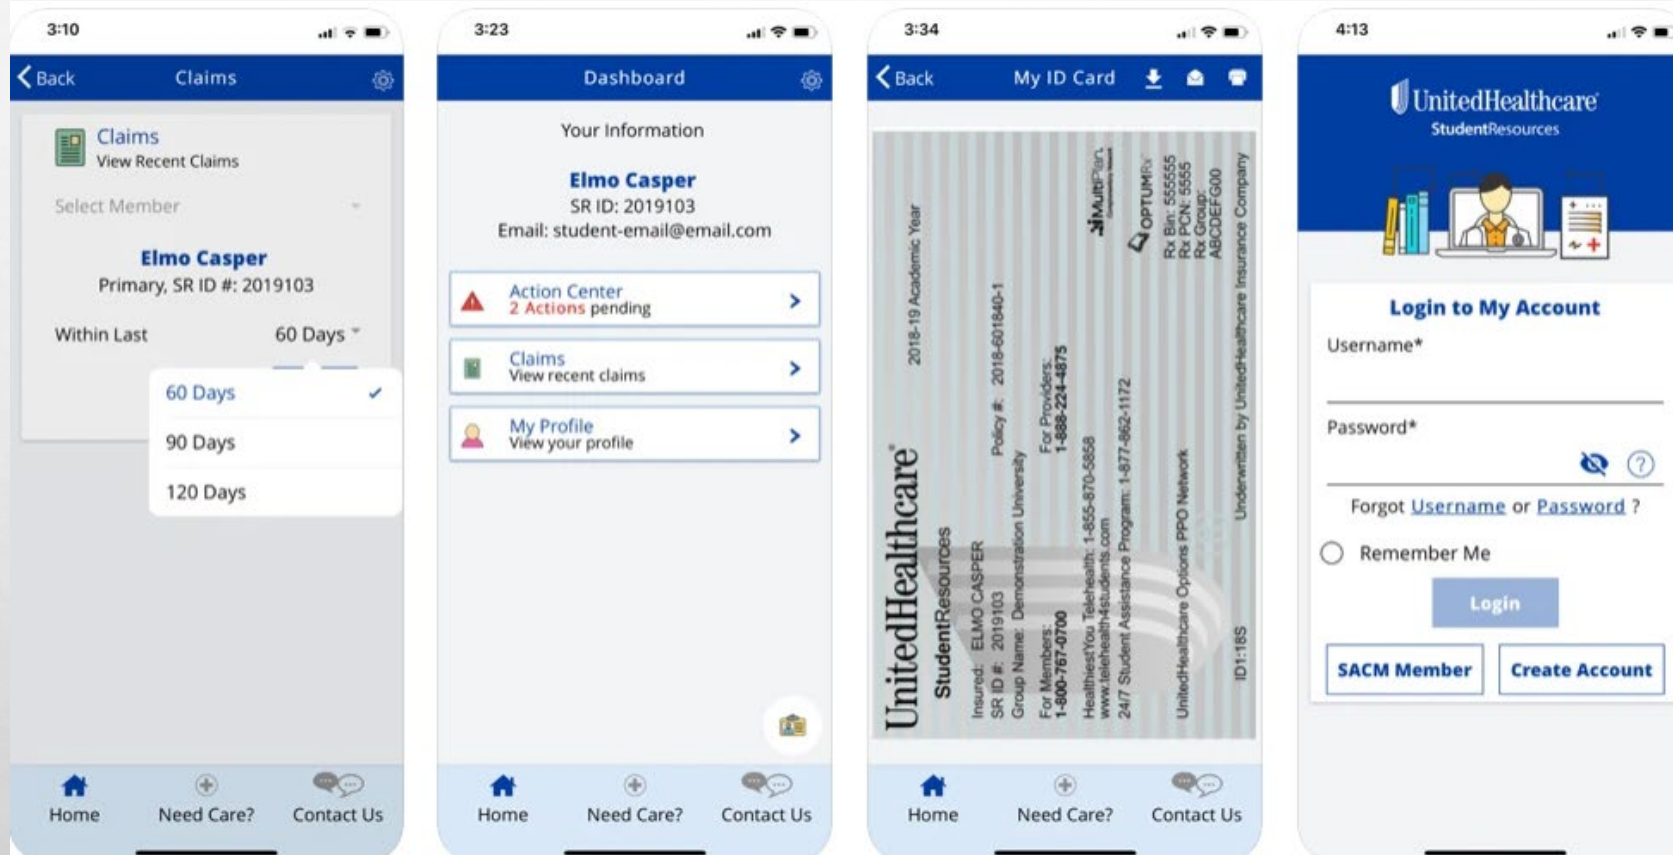 3:10
Back
Claims
Claims
View Recent Claims
Select Member
Elmo Casper
Primary, SR ID #: 2019103
Within Last
60 Days
60 Days
90 Days
120 Days
Home
Need Care?
Contact Us
3:23
Dashboard
Your Information
Elmo Casper
SR ID: 2019103
Email: student-email@email.com
Action Center
2 Actions pending
Claims
View recent claims
My Profile
View your profile
Home
Need Care?
Contact Us
3:34
Back
My ID Card
UnitedHealthcare®
StudentResources
2018-19 Academic Year
Insured: ELMO CASPER
SR ID #: 2019103
Policy #: 2018-601840-1
Group Name: Demonstration University
For Members:
1-800-767-0700
For Providers:
1-888-224-4875
HealthiestYou Telehealth: 1-855-870-5858
www.telehealth4students.com
24/7 Student Assistance Program: 1-877-862-1172
MultiPlan.
OPTUMRx
Rx Bin: 555555
Rx PCN: 5555
Rx Group:
ABCDEFG00
UnitedHealthcare Options PPO Network
ID1:18S
Underwritten by UnitedHealthcare Insurance Company
Home
Need Care?
Contact Us
4:13
UnitedHealthcare®
StudentResources
Login to My Account
Username*
Password*
Forgot Username or Password ?
Remember Me
Login
SACM Member
Create Account